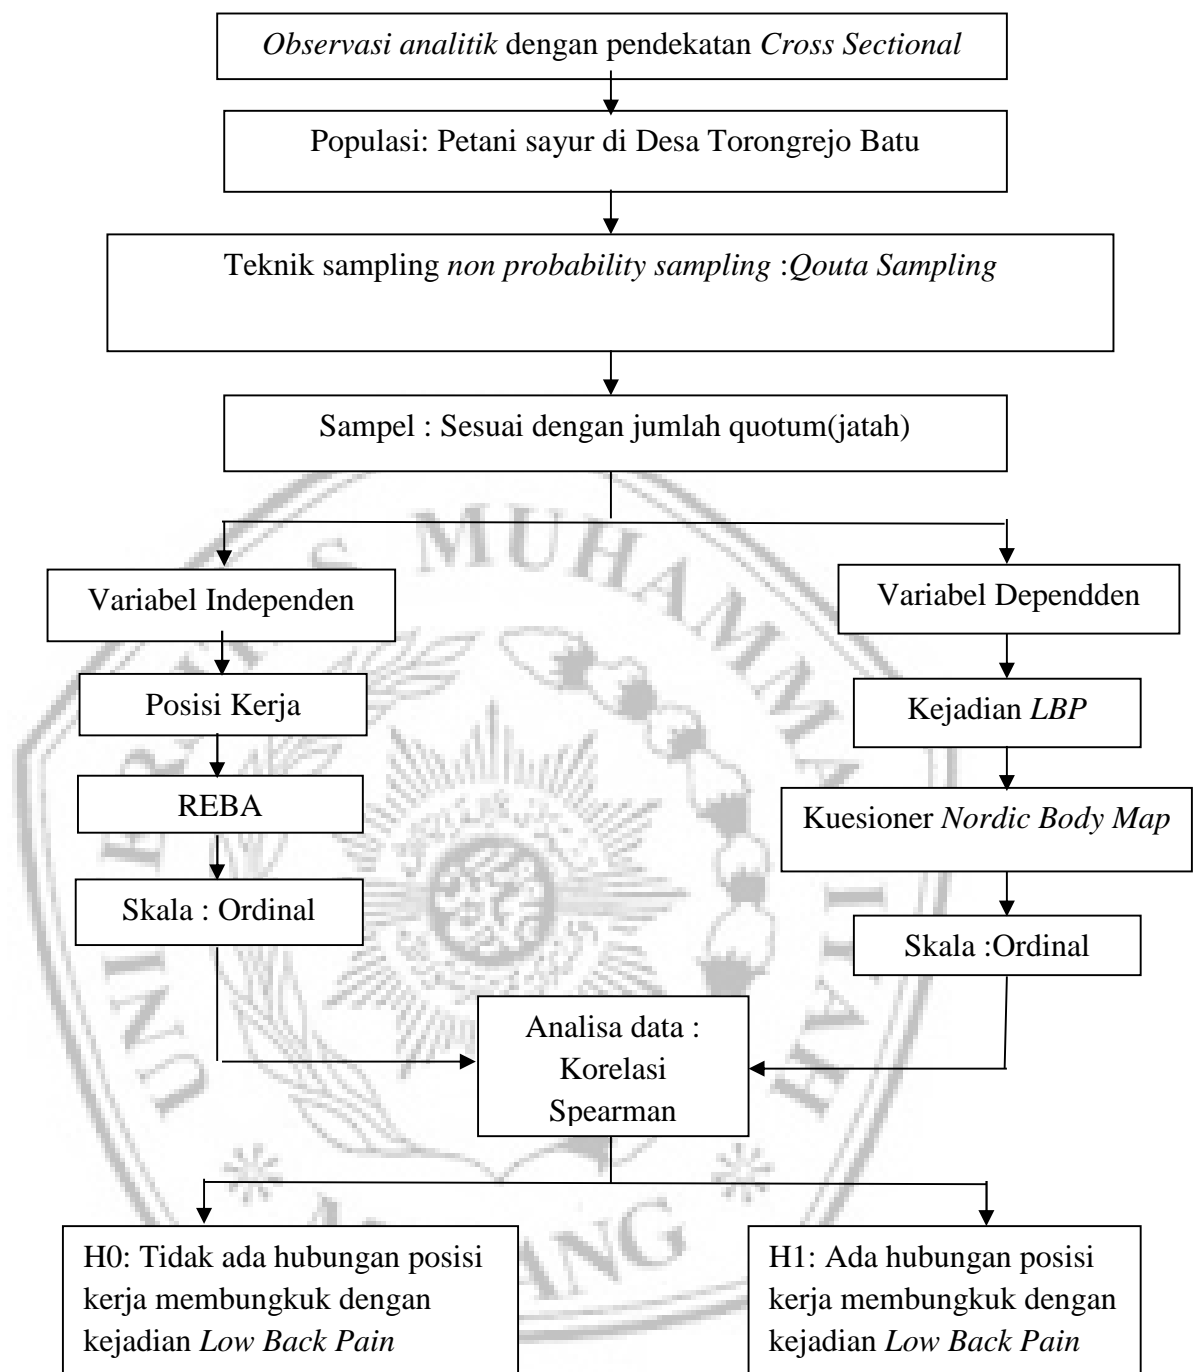 Observasi analitik dengan pendekatan Cross Sectional
Populasi: Petani sayur di Desa Torongrejo Batu
Teknik sampling non probability sampling :Qouta Sampling
Sampel : Sesuai dengan jumlah quotum(jatah)
Variabel Independen
Variabel Dependden
Posisi Kerja
Kejadian LBP
REBA
Kuesioner Nordic Body Map
Skala : Ordinal
Skala :Ordinal
Analisa data :
Korelasi
Spearman
H0: Tidak ada hubungan posisi
kerja membungkuk dengan
kejadian Low Back Pain
H1: Ada hubungan posisi
kerja membungkuk dengan
kejadian Low Back Pain